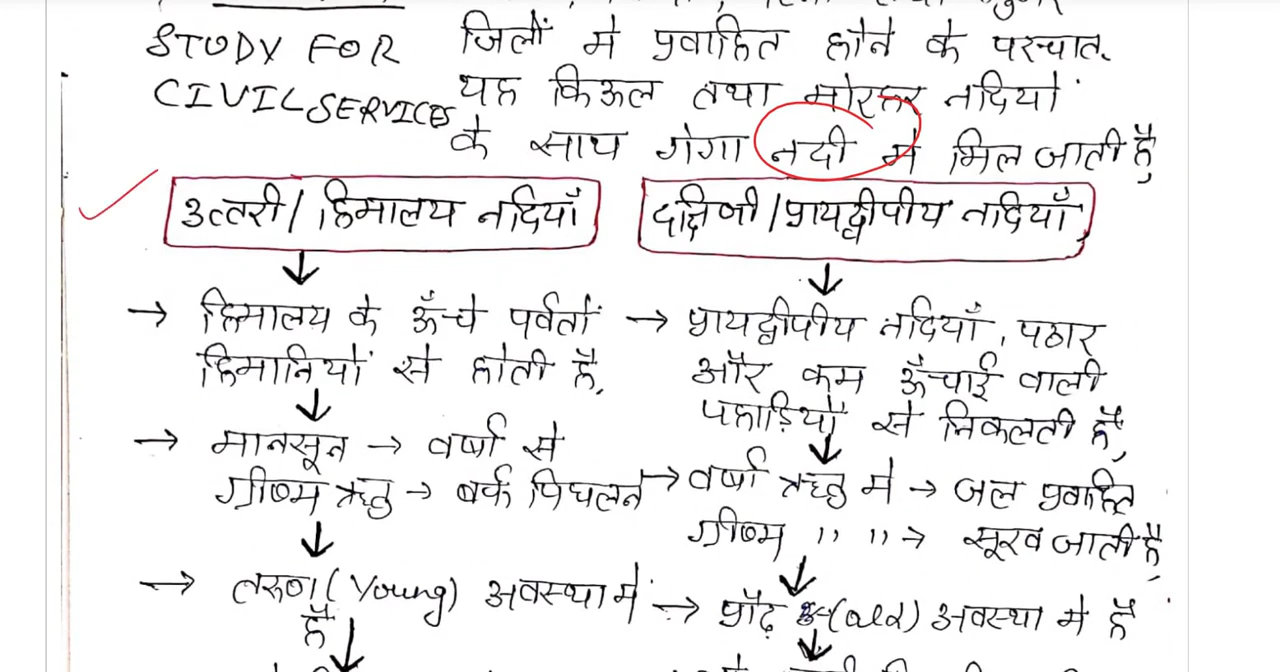 STUDY FOR
CIVIL SERVICES
जिलों मे प्रवाहित होने के पश्चात
यह किऊल तथा मोरहर नदियों
के साथ गंगा नदी मे मिल जाती है,
उत्तरी/हिमालय नदियाँ
हिमालय के ऊँचे पर्वतों
हिमानियों से होती है,
मानसून → वर्षा से
ग्रीष्म ऋतु → बर्फ पिघलने
तरुण (Young) अवस्था मे
है
दक्षिणी/प्रायद्वीपीय नदियाँ,
→ प्रायद्वीपीय नदियाँ, पठार
और कम ऊँचाई वाली
पहाड़ियों से निकलती है,
→ वर्षा ऋतु मे → जल प्रवाहित
ग्रीष्म " " → सूख जाती है,
→ प्रौढ़ (old) अवस्था मे है